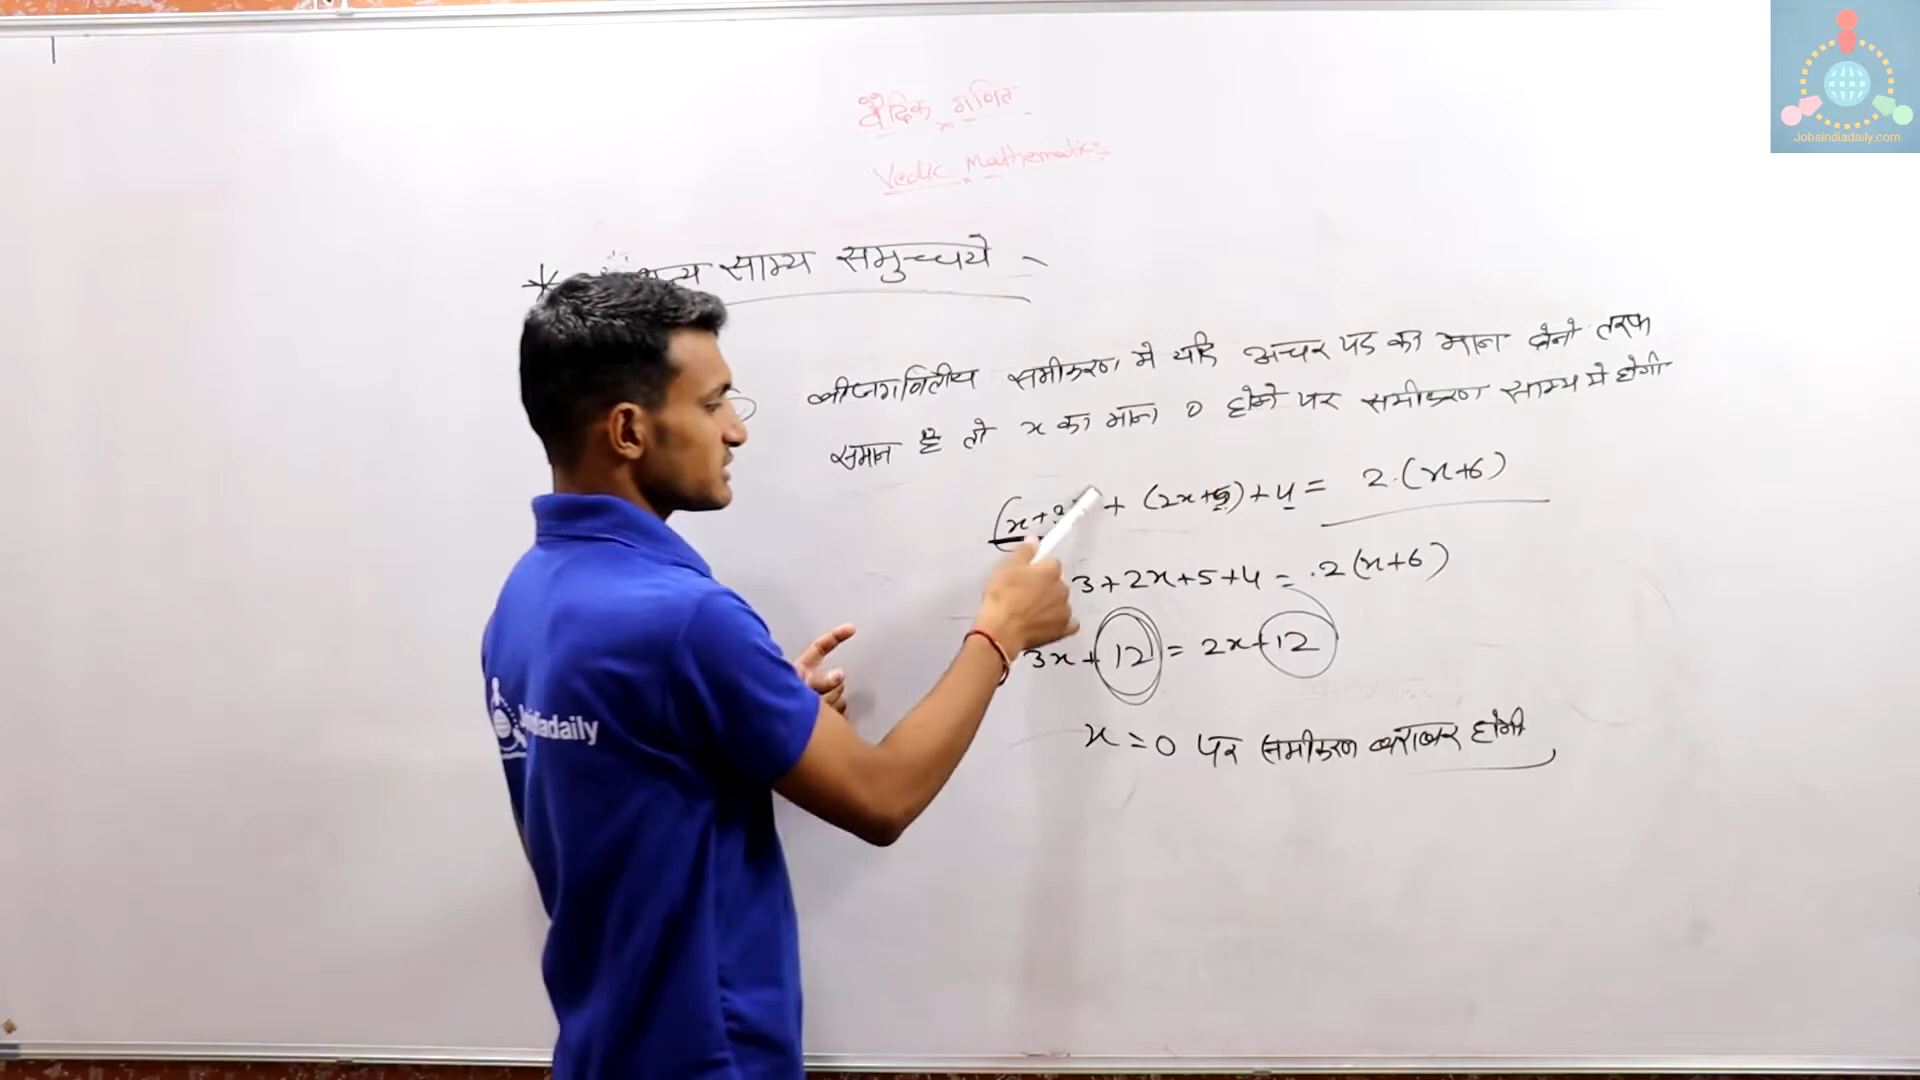 वैदिक गणित
Vedic Mathematics
साम्य समुच्चये -
बीजगणितीय समीकरण मे यदि अचर पद का मान दोनो तरफ
समान है तो x का मान 0 होने पर समीकरण साम्य मे होगी
(x+3 + (2x+5)+4 = 2.(x+6)
3+2x+5+4 = .2(x+6)
3x+12 = 2x+12
x=0 पर समीकरण बराबर होगी
Jobsindiadaily.com
diadaily